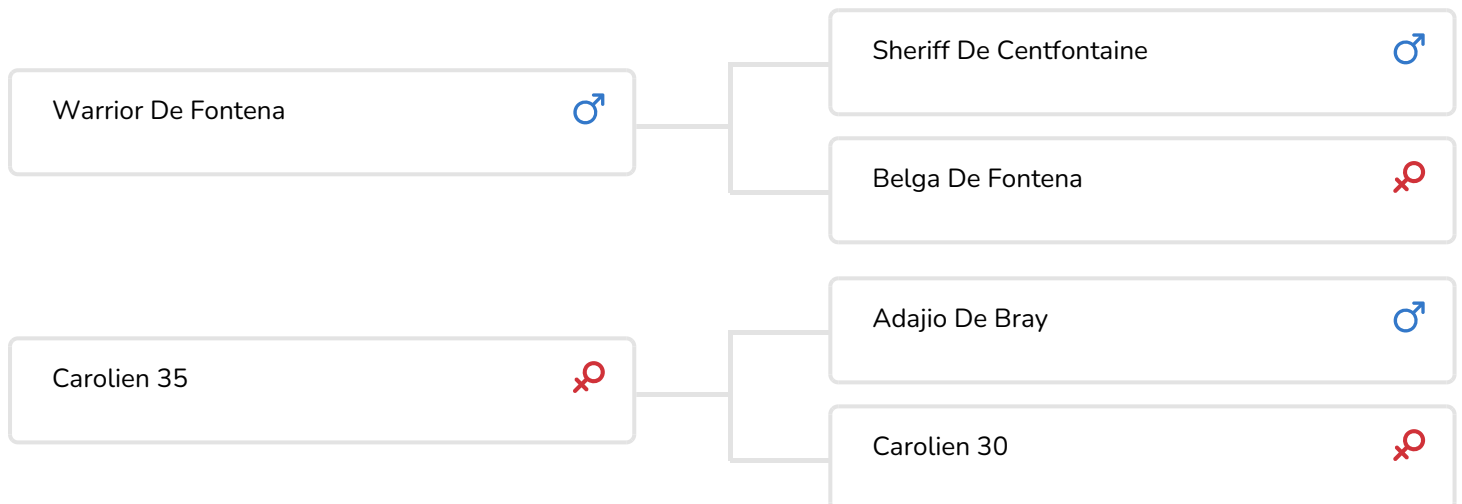 Sheriff De Centfontaine
Warrior De Fontena
Belga De Fontena
Adajio De Bray
Carolien 35
Carolien 30